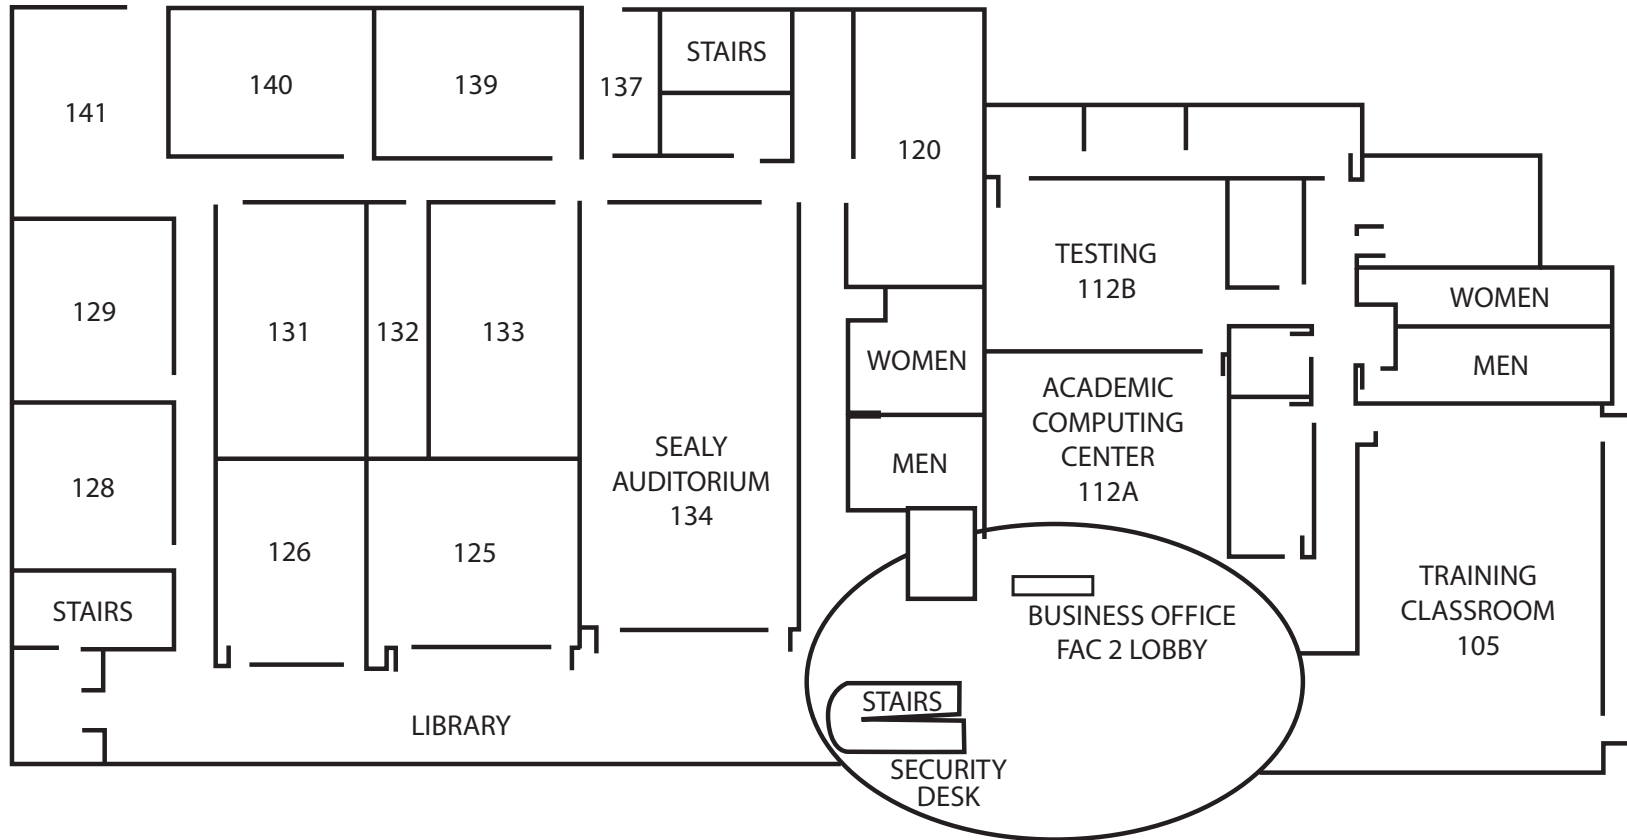 STAIRS
140
139
137
141
120
TESTING
112B
WOMEN
129
131
132
133
WOMEN
MEN
ACADEMIC
COMPUTING
CENTER
112A
SEALY
AUDITORIUM
134
MEN
128
126
125
TRAINING
CLASSROOM
105
STAIRS
BUSINESS OFFICE
FAC 2 LOBBY
STAIRS
LIBRARY
SECURITY
DESK